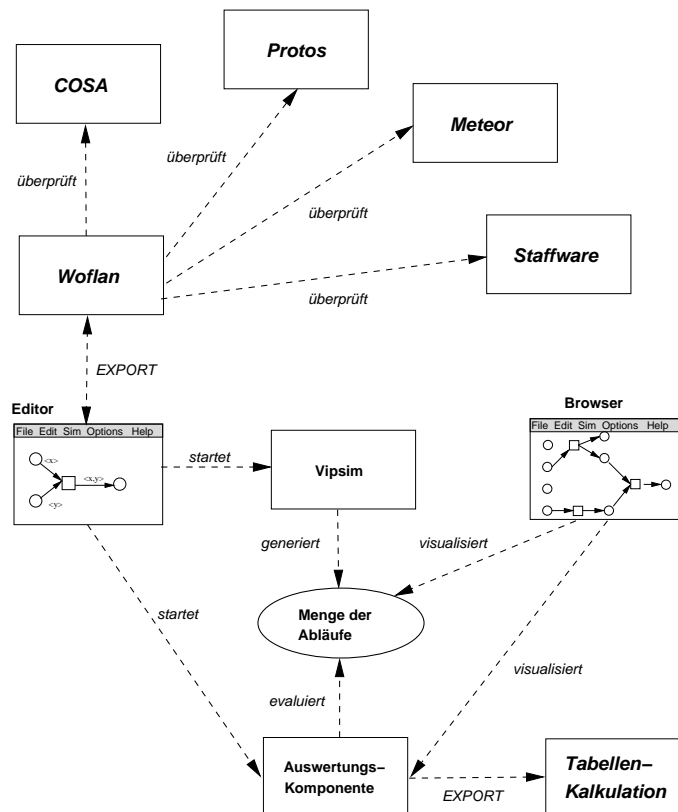 Protos
COSA
Meteor
überprüft
überprüft
überprüft
Woflan
Staffware
überprüft
EXPORT
Editor
File Edit Sim Options Help
<x>
<x,y>
<y>
Browser
File Edit Sim Options Help
startet
Vipsim
generiert
visualisiert
Menge der
Abläufe
startet
visualisiert
evaluiert
Auswertungs-
Komponente
EXPORT
Tabellen-
Kalkulation